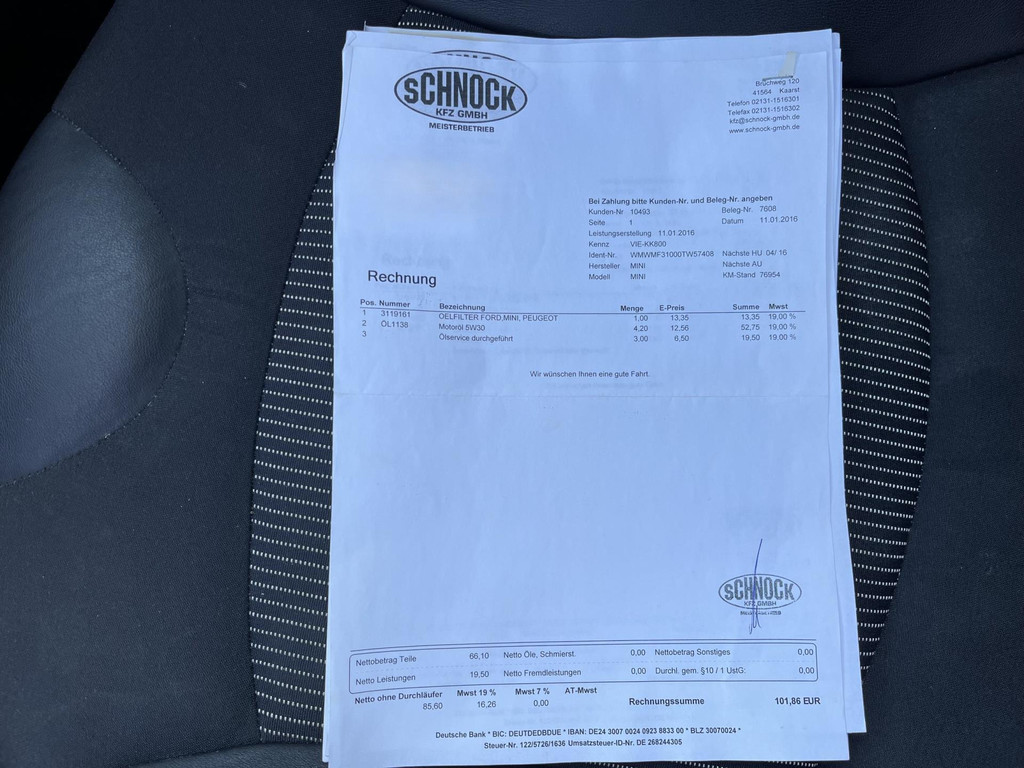 SCHNOCK
KFZ GMBH
MEISTERBETRIEB
Bruchweg 120
41564 Kaarst
Telefon 02131-1516301
Telefax 02131-1516302
kfz@schnock-gmbh.de
www.schnock-gmbh.de
Bei Zahlung bitte Kunden-Nr. und Beleg-Nr. angeben
Kunden-Nr 10493 Beleg-Nr. 7608
Seite 1 Datum 11.01.2016
Leistungserstellung 11.01.2016
Kennz VIE-KK800
Ident-Nr. WMWMF31000TW57408 Nächste HU 04/ 16
Hersteller MINI Nächste AU
Modell MINI KM-Stand 76954
Rechnung
Pos. Nummer Bezeichnung Menge E-Preis Summe Mwst
1 3119161 OELFILTER FORD,MINI, PEUGEOT 1,00 13,35 13,35 19,00 %
2 ÖL1138 Motoröl 5W30 4,20 12,56 52,75 19,00 %
3 Ölservice durchgeführt 3,00 6,50 19,50 19,00 %
Wir wünschen Ihnen eine gute Fahrt.
SCHNOCK
KFZ GMBH
Nettobetrag Teile 66,10 Netto Öle, Schmierst. 0,00 Nettobetrag Sonstiges 0,00
Netto Leistungen 19,50 Netto Fremdleistungen 0,00 Durchl. gem. §10 / 1 UstG: 0,00
Netto ohne Durchläufer Mwst 19 % Mwst 7 % AT-Mwst
85,60 16,26 0,00 Rechnungssumme 101,86 EUR
Deutsche Bank * BIC: DEUTDEDBDUE * IBAN: DE24 3007 0024 0923 8833 00 * BLZ 30070024 *
Steuer-Nr. 122/5726/1636 Umsatzsteuer-ID-Nr. DE 268244305